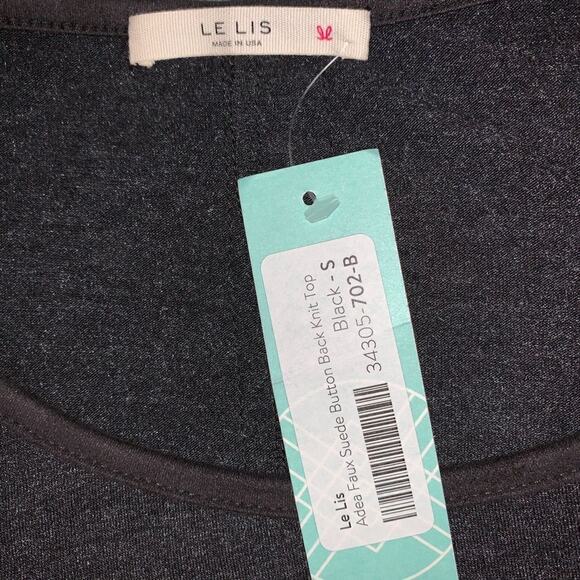 LE LIS
MADE IN USA
Le Lis
Adea Faux Suede Button Back Knit Top
Black - S
34305-702-B